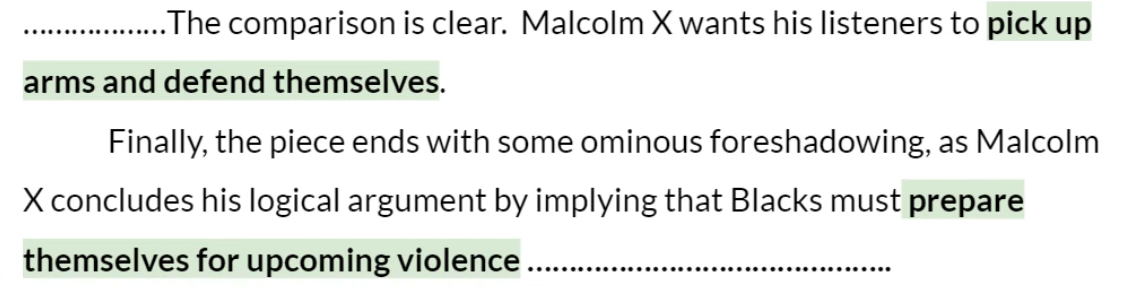 ………………The comparison is clear.  Malcolm X wants his listeners to pick up
arms and defend themselves.
Finally, the piece ends with some ominous foreshadowing, as Malcolm
X concludes his logical argument by implying that Blacks must prepare
themselves for upcoming violence ……………………………………..